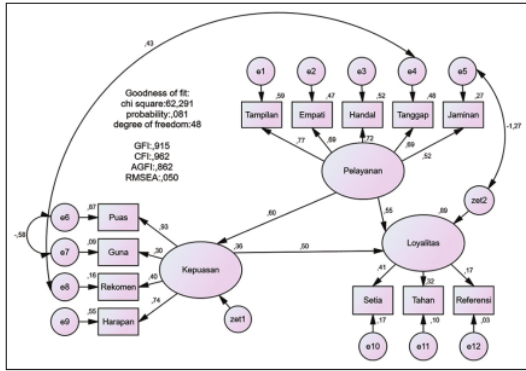 ,43
Goodness of fit:
chi square:62,291
probability:,081
degree of freedom:48
GFI:,915
CFI:,962
AGFI:,862
RMSEA:,050
e1
e2
e3
e4
e5
,59
,47
,52
,48
,27
Tampilan
Empati
Handal
Tanggap
Jaminan
,77
,69
,72
,69
,52
-1,27
Pelayanan
zet2
,60
,55
,89
e6
,87
Puas
,93
-,58
e7
,09
Guna
,30
,36
,50
Loyalitas
Kepuasan
e8
,16
Rekomen
,40
,41
,32
,17
e9
,55
Harapan
,74
zat1
Setia
Tahan
Referensi
,17
,10
,03
e10
e11
e12